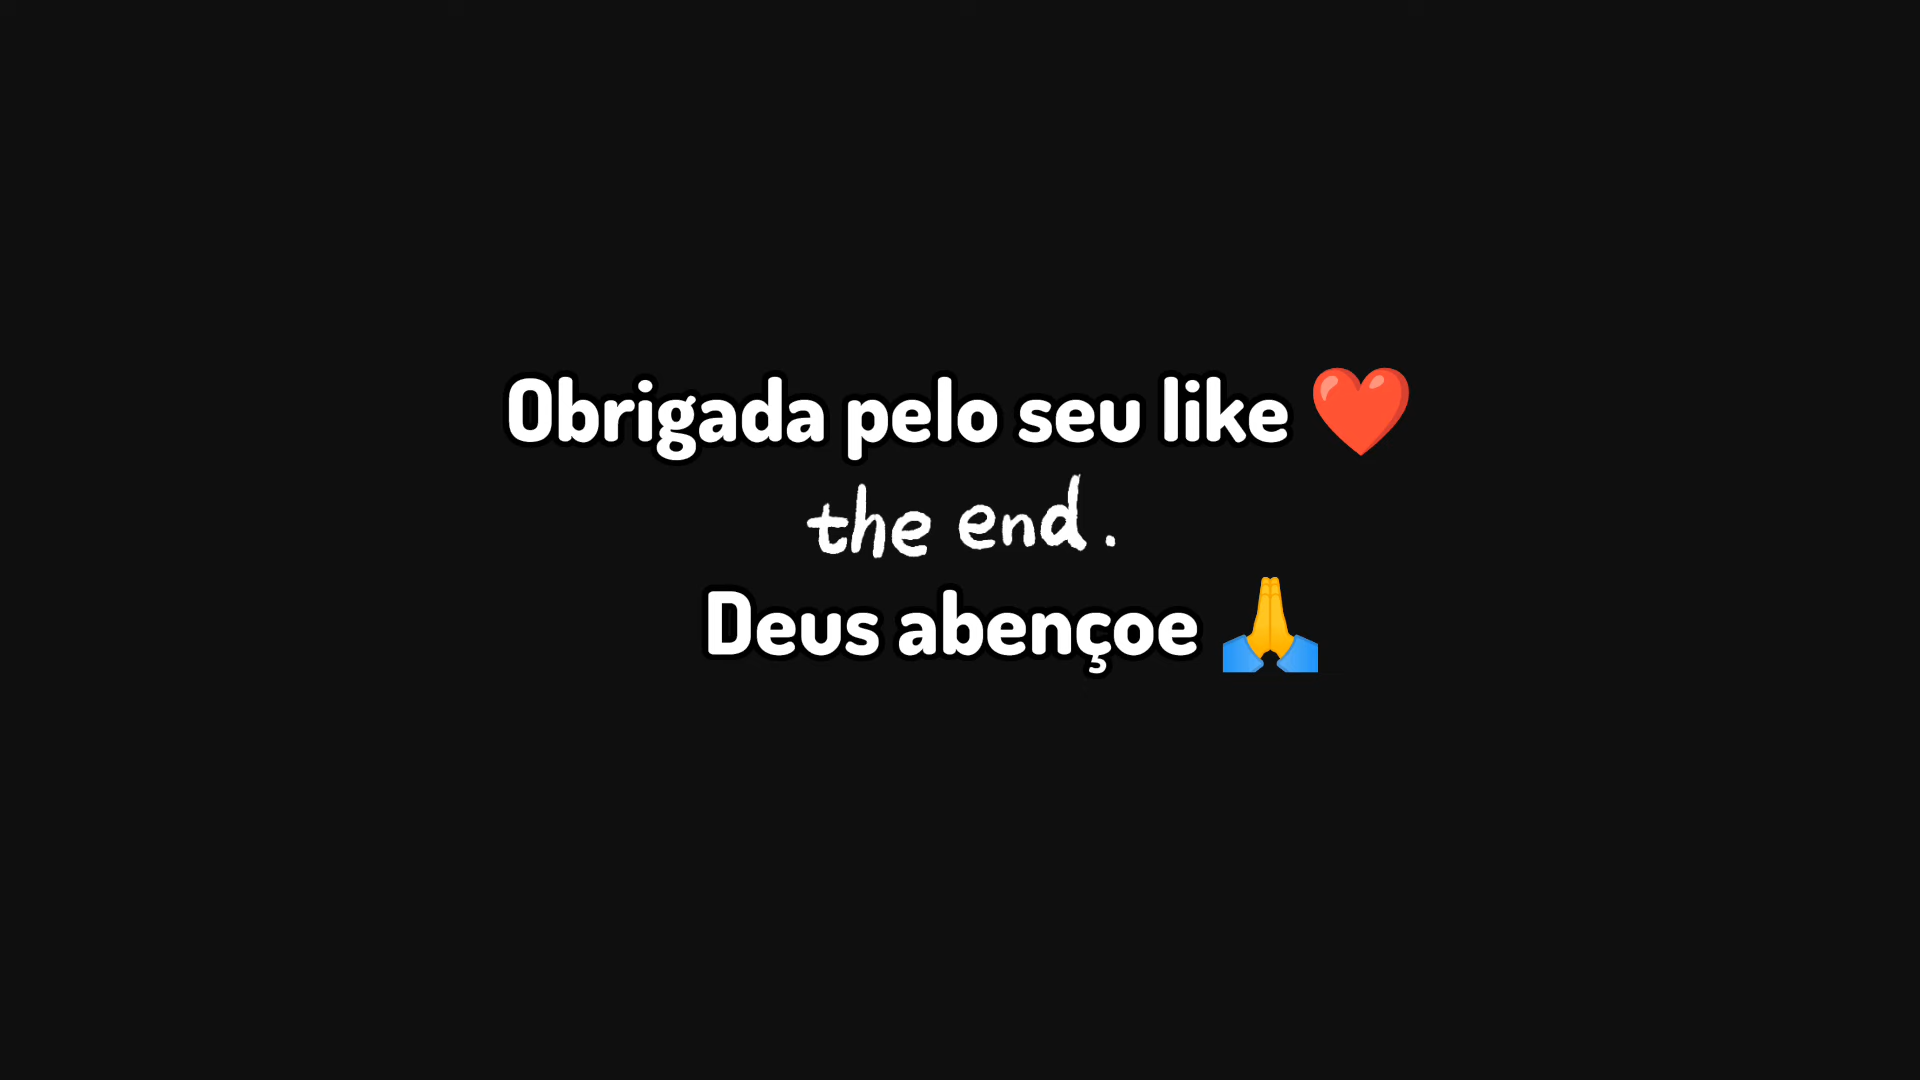 Obrigada pelo seu like ❤️
the end.
Deus abençoe 🙏